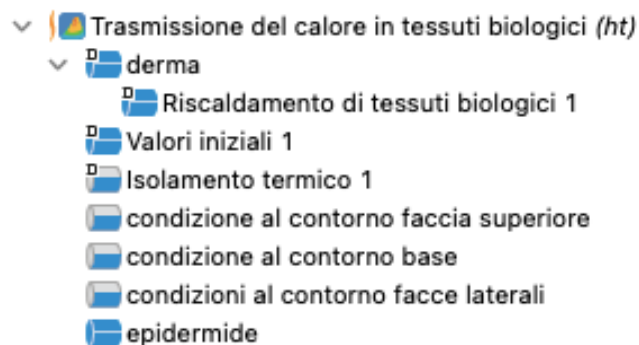 Trasmissione del calore in tessuti biologici (ht)
D derma
D Riscaldamento di tessuti biologici 1
D Valori iniziali 1
D Isolamento termico 1
condizione al contorno faccia superiore
condizione al contorno base
condizioni al contorno facce laterali
epidermide